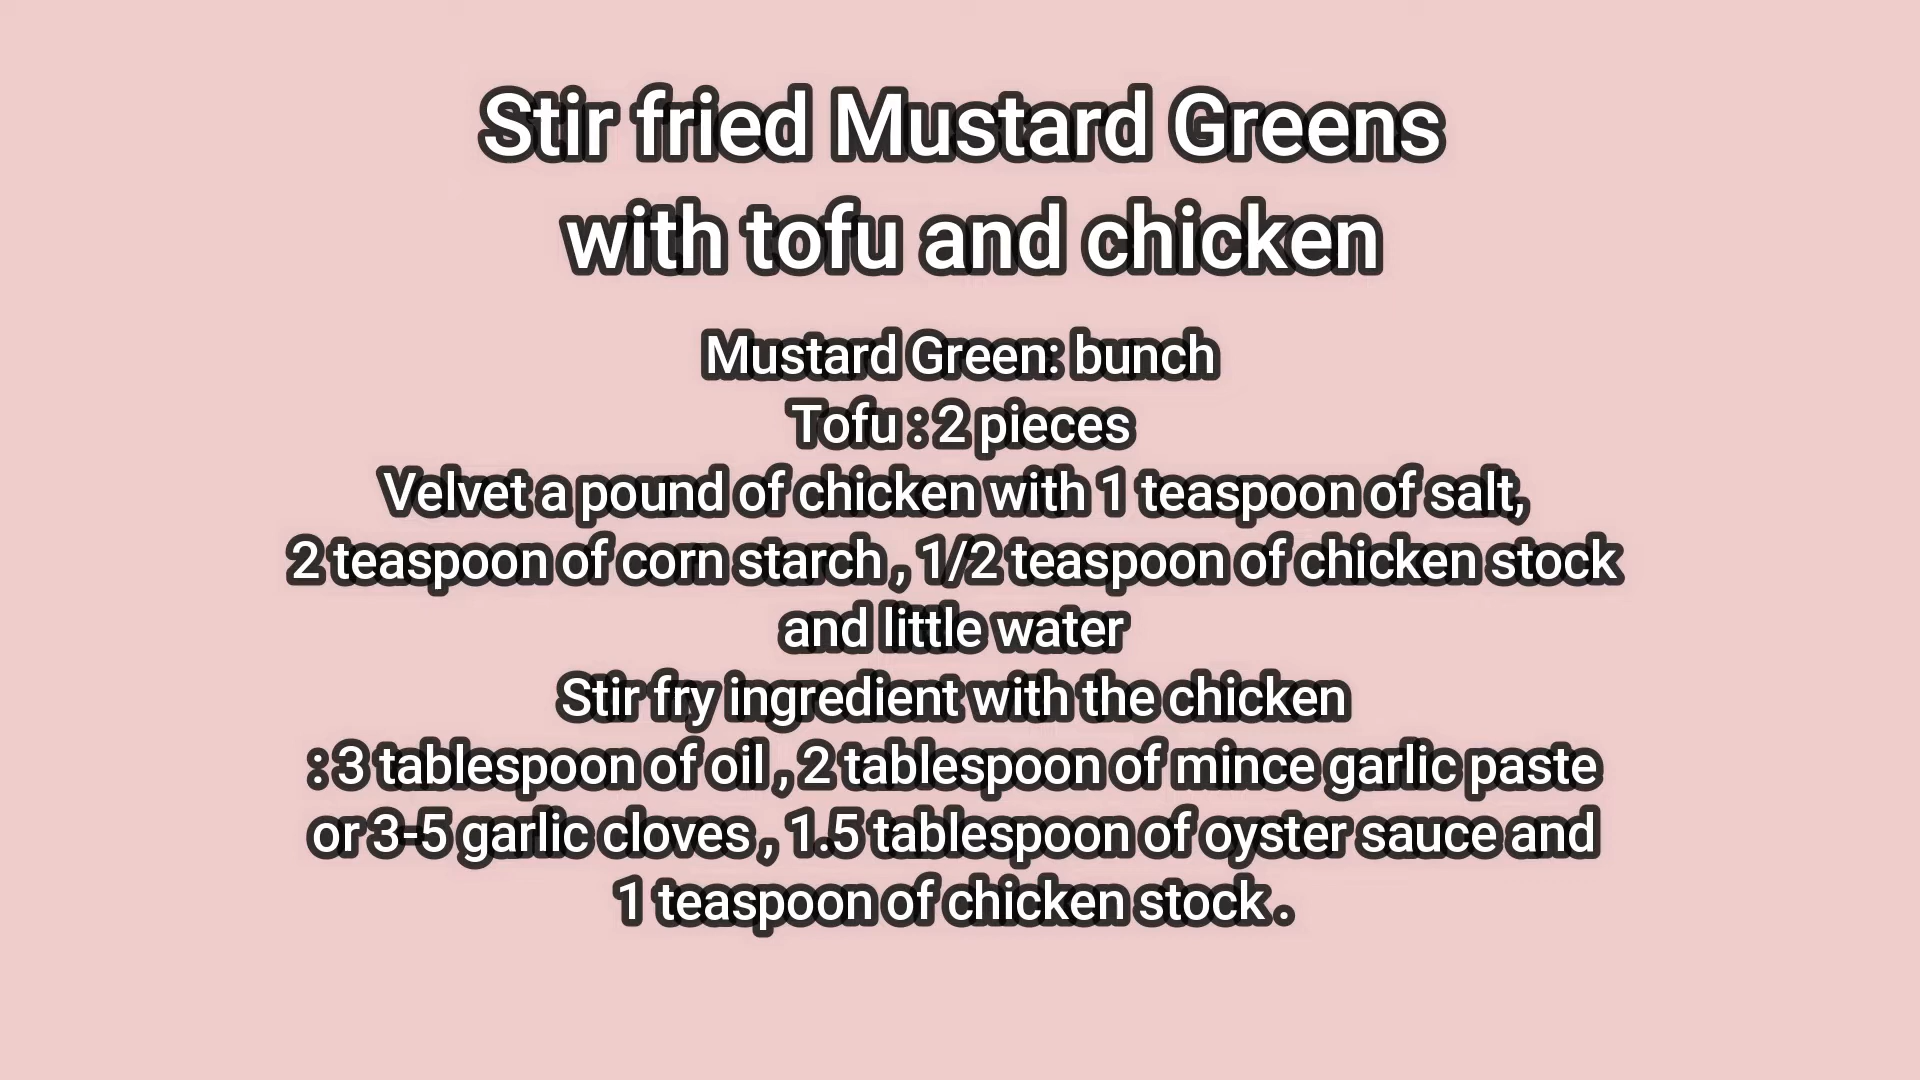 Stir fried Mustard Greens
with tofu and chicken
Mustard Green: bunch
Tofu : 2 pieces
Velvet a pound of chicken with 1 teaspoon of salt,
2 teaspoon of corn starch , 1/2 teaspoon of chicken stock
and little water
Stir fry ingredient with the chicken
: 3 tablespoon of oil , 2 tablespoon of mince garlic paste
or 3-5 garlic cloves , 1.5 tablespoon of oyster sauce and
1 teaspoon of chicken stock .